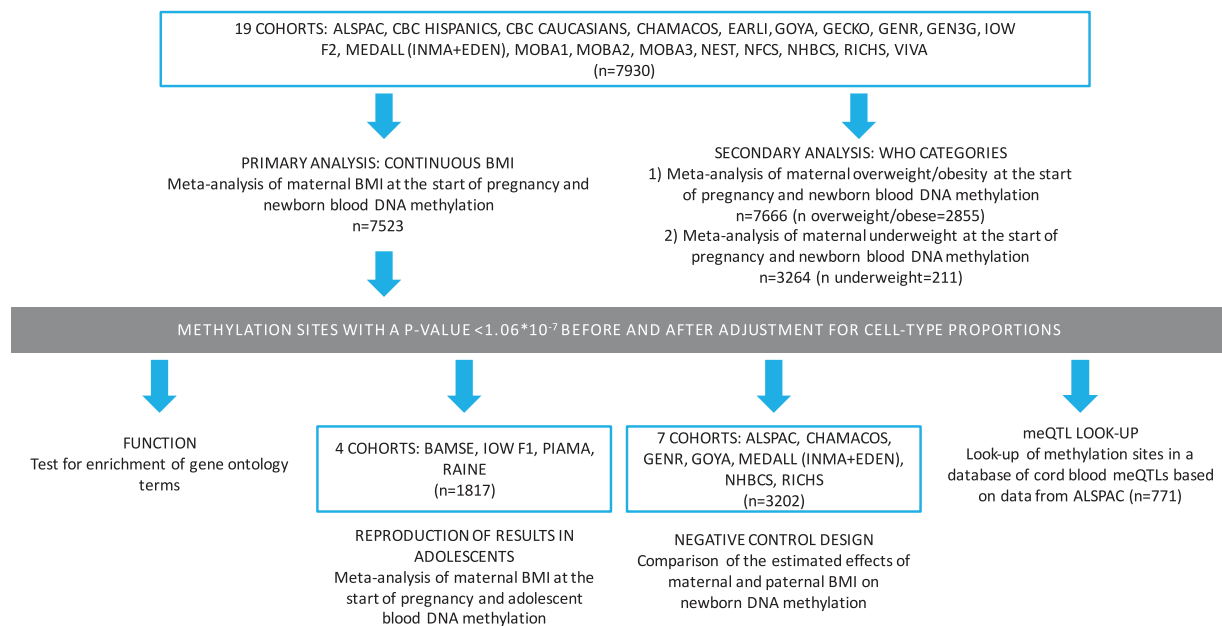 19 COHORTS: ALSPAC, CBC HISPANICS, CBC CAUCASIANS, CHAMACOS, EARLI, GOYA, GECKO, GENR, GEN3G, IOW
F2, MEDALL (INMA+EDEN), MOBA1, MOBA2, MOBA3, NEST, NFCS, NHBCS, RICHS, VIVA
(n=7930)
PRIMARY ANALYSIS: CONTINUOUS BMI
Meta-analysis of maternal BMI at the start of pregnancy and
newborn blood DNA methylation
n=7523
SECONDARY ANALYSIS: WHO CATEGORIES
1) Meta-analysis of maternal overweight/obesity at the start
of pregnancy and newborn blood DNA methylation
n=7666 (n overweight/obese=2855)
2) Meta-analysis of maternal underweight at the start of
pregnancy and newborn blood DNA methylation
n=3264 (n underweight=211)
METHYLATION SITES WITH A P-VALUE <1.06*10⁻⁷ BEFORE AND AFTER ADJUSTMENT FOR CELL-TYPE PROPORTIONS
FUNCTION
Test for enrichment of gene ontology
terms
4 COHORTS: BAMSE, IOW F1, PIAMA,
RAINE
(n=1817)
REPRODUCTION OF RESULTS IN
ADOLESCENTS
Meta-analysis of maternal BMI at the
start of pregnancy and adolescent
blood DNA methylation
7 COHORTS: ALSPAC, CHAMACOS,
GENR, GOYA, MEDALL (INMA+EDEN),
NHBCS, RICHS
(n=3202)
NEGATIVE CONTROL DESIGN
Comparison of the estimated effects of
maternal and paternal BMI on
newborn DNA methylation
meQTL LOOK-UP
Look-up of methylation sites in a
database of cord blood meQTLs based
on data from ALSPAC (n=771)